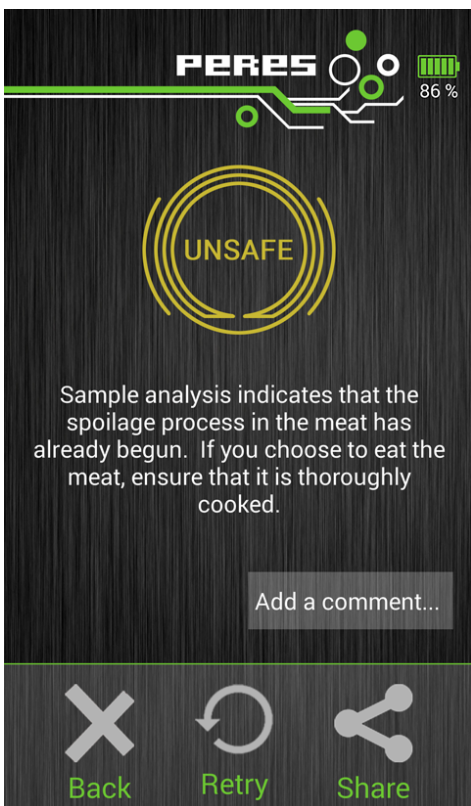 PERES
86 %
UNSAFE
Sample analysis indicates that the
spoilage process in the meat has
already begun.  If you choose to eat the
meat, ensure that it is thoroughly
cooked.
Add a comment...
Back
Retry
Share